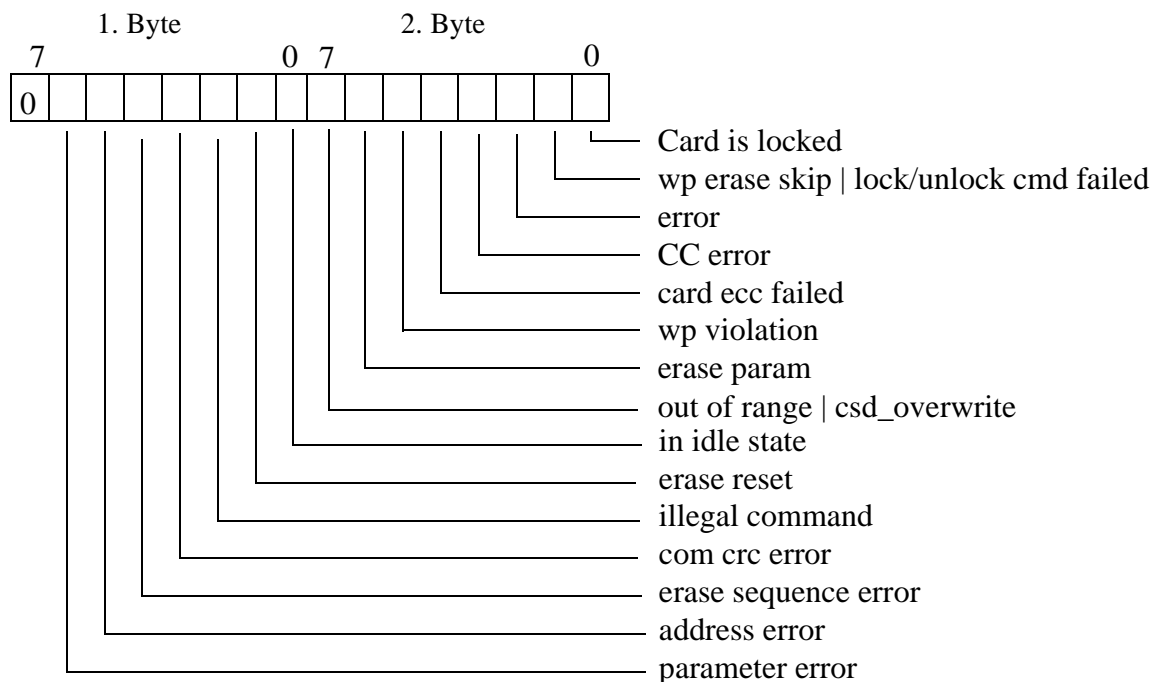 1. Byte 2. Byte
7 0 7 0
0
Card is locked
wp erase skip | lock/unlock cmd failed
error
CC error
card ecc failed
wp violation
erase param
out of range | csd_overwrite
in idle state
erase reset
illegal command
com crc error
erase sequence error
address error
parameter error